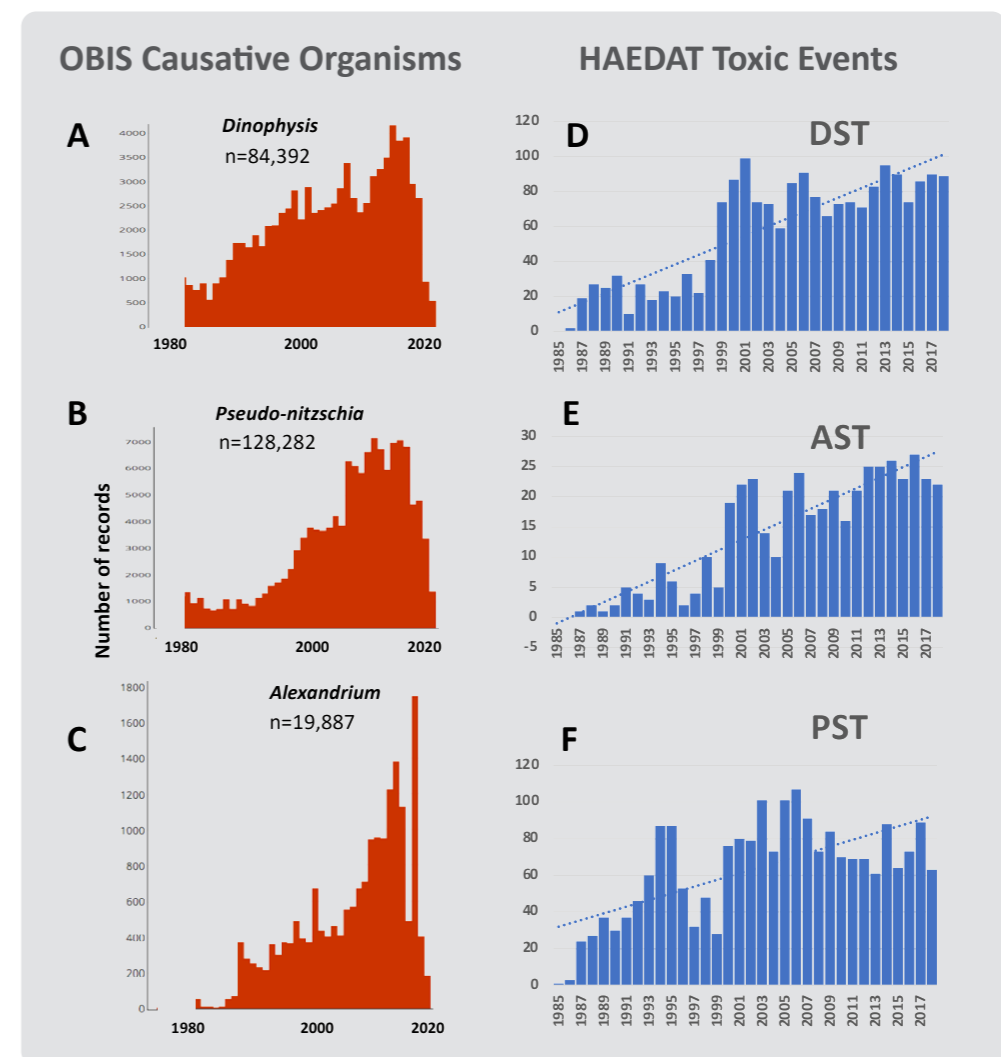 OBIS Causative Organisms
HAEDAT Toxic Events
A
Dinophysis
n=84,392
4000
3500
3000
2500
2000
1500
1000
500
0
1980 2000 2020
D
DST
120
100
80
60
40
20
0
1985 1987 1989 1991 1993 1995 1997 1999 2001 2003 2005 2007 2009 2011 2013 2015 2017
B
Pseudo-nitzschia
n=128,282
Number of records
7000
6000
5000
4000
3000
2000
1000
0
1980 2000 2020
E
AST
30
25
20
15
10
5
0
-5
1985 1987 1989 1991 1993 1995 1997 1999 2001 2003 2005 2007 2009 2011 2013 2015 2017
C
Alexandrium
n=19,887
1800
1600
1400
1200
1000
800
600
400
200
0
1980 2000 2020
F
PST
120
100
80
60
40
20
0
1985 1987 1989 1991 1993 1995 1997 1999 2001 2003 2005 2007 2009 2011 2013 2015 2017